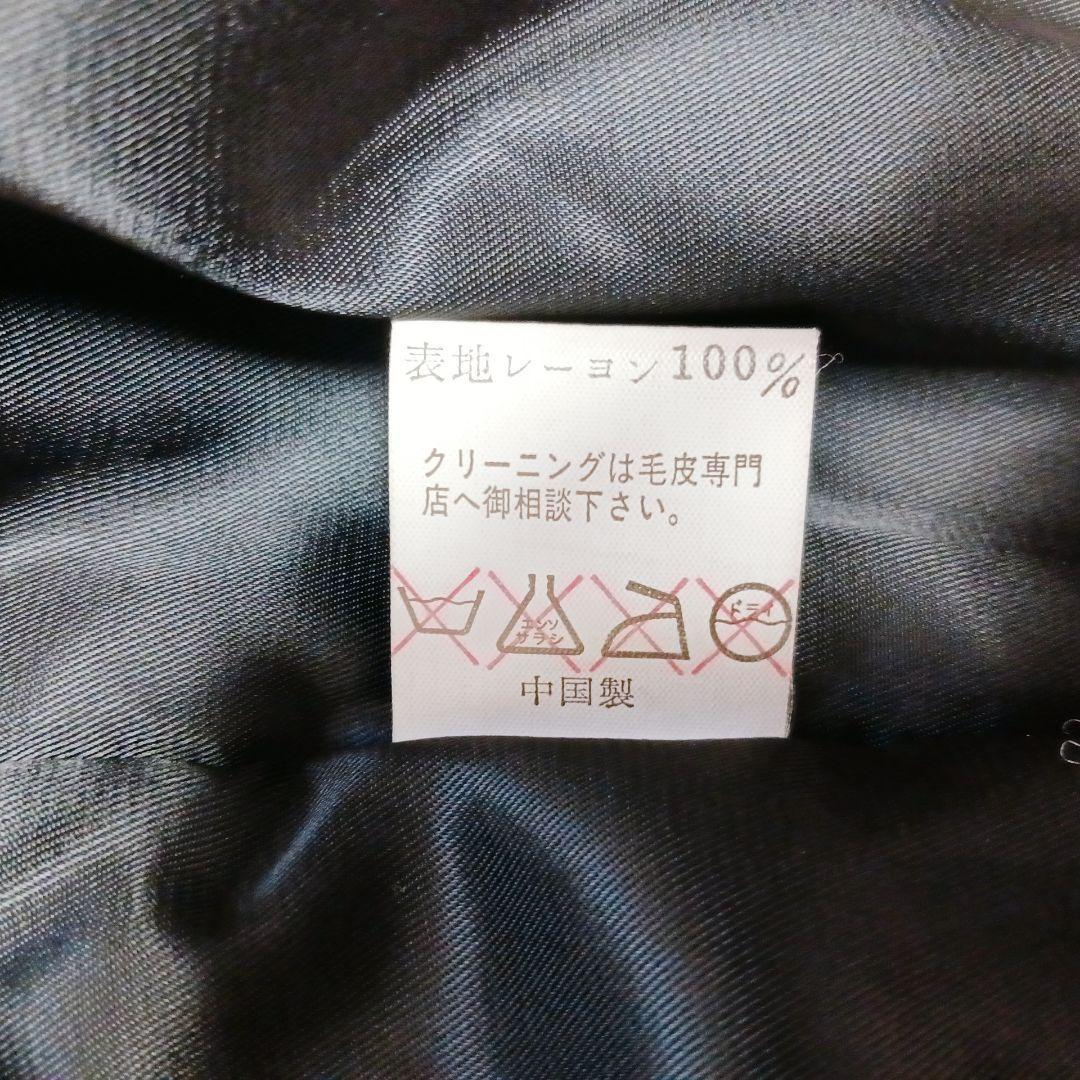 表地レーヨン100%
クリーニングは毛皮専門
店へ御相談下さい。
エンソ
サラシ
ドライ
中国製